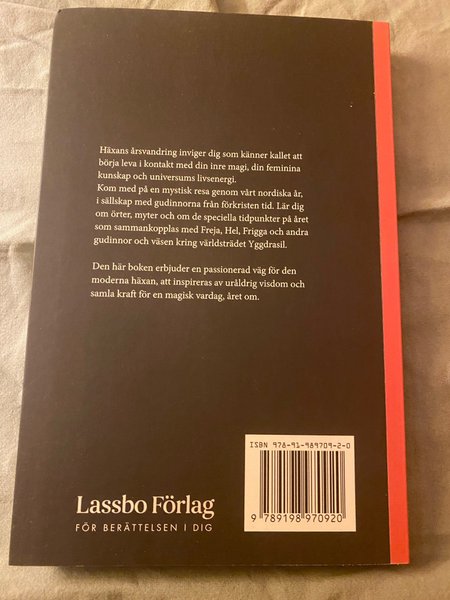 Häxans årsvandring inviger dig som känner kallet att
börja leva i kontakt med din inre magi, din feminina
kunskap och universums livsenergi.
Kom med på en mystisk resa genom vårt nordiska år,
i sällskap med gudinnorna från förkristen tid. Lär dig
om örter, myter och om de speciella tidpunkter på året
som sammankopplas med Freja, Hel, Frigga och andra
gudinnor och väsen kring världsträdet Yggdrasil.
Den här boken erbjuder en passionerad väg för den
moderna häxan, att inspireras av uråldrig visdom och
samla kraft för en magisk vardag, året om.
ISBN 978-91-989709-2-0
9 789198 970920
Lassbo Förlag
FÖR BERÄTTELSEN I DIG